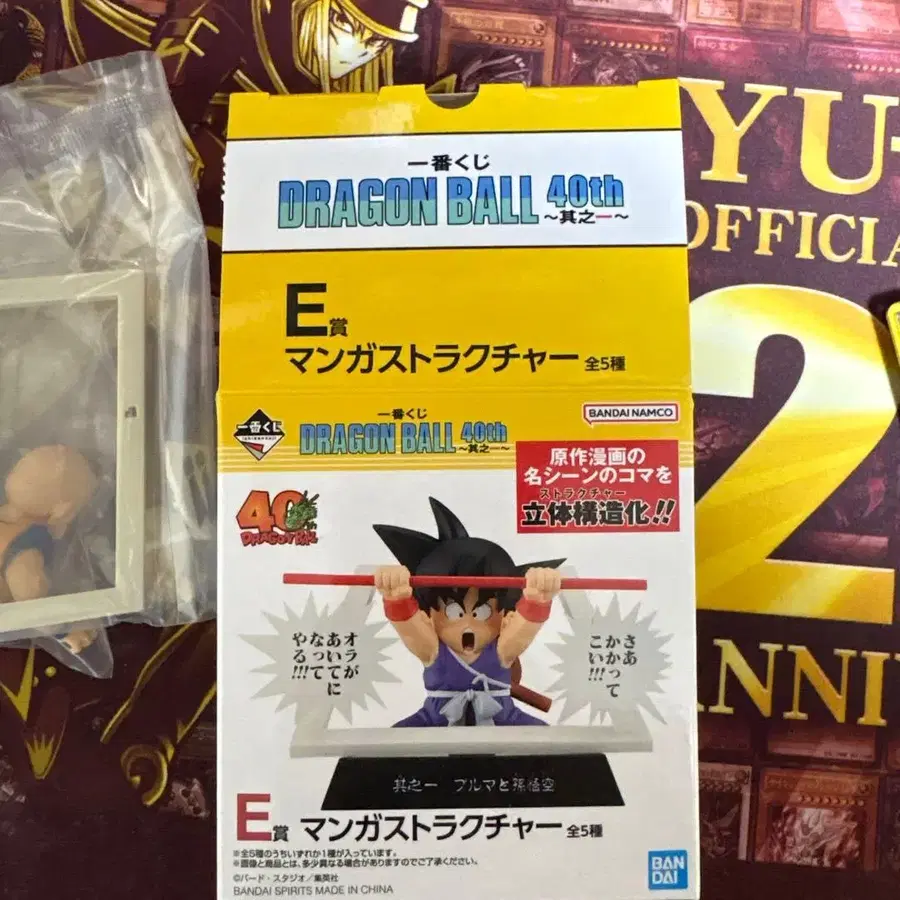 一番くじ
DRAGON BALL 40th
～其之一～
E賞
マンガストラクチャー 全5種
一番くじ
一番くじ
DRAGON BALL 40th
～其之一～
BANDAI NAMCO
原作漫画の
名シーンのコマを
ストラクチャー
立体構造化!!
40th
DRAGON BALL
オラが
あいてに
なって
やる!!!
さあ
かかって
こい!!!
其之一 ブルマと孫悟空
E賞 マンガストラクチャー 全5種
※全5種のうちいずれか1種が入っています。
※画像と商品とは、多少異なる場合がありますのでご了承ください。
©バード・スタジオ／集英社
BANDAI SPIRITS MADE IN CHINA
BAN
DAI
YU-
OFFICIA
2
ANNIV